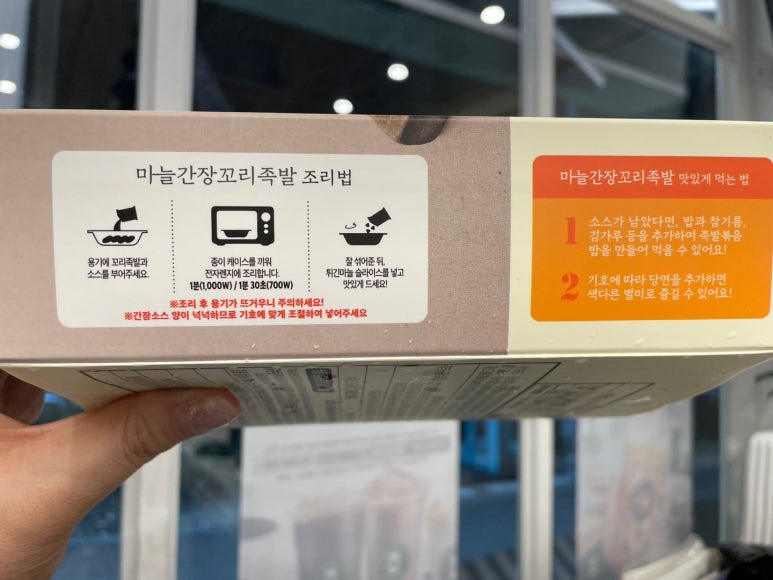 마늘간장꼬리족발 조리법
용기에 꼬리족발과
소스를 부어주세요.
종이 케이스를 끼워
전자렌지에 조리합니다.
1분(1,000W) / 1분 30초(700W)
잘 섞어준 뒤,
튀긴마늘 슬라이스를 넣고
맛있게 드세요!
※조리 후 용기가 뜨거우니 주의하세요!
※간장소스 양이 넉넉하므로 기호에 맞게 조절하여 넣어주세요
마늘간장꼬리족발 맛있게 먹는 법
1 소스가 남았다면, 밥과 참기름,
김가루 등을 추가하여 족발볶음
밥을 만들어 먹을 수 있어요!
2 기호에 따라 당면을 추가하면
색다른 별미로 즐길 수 있어요!